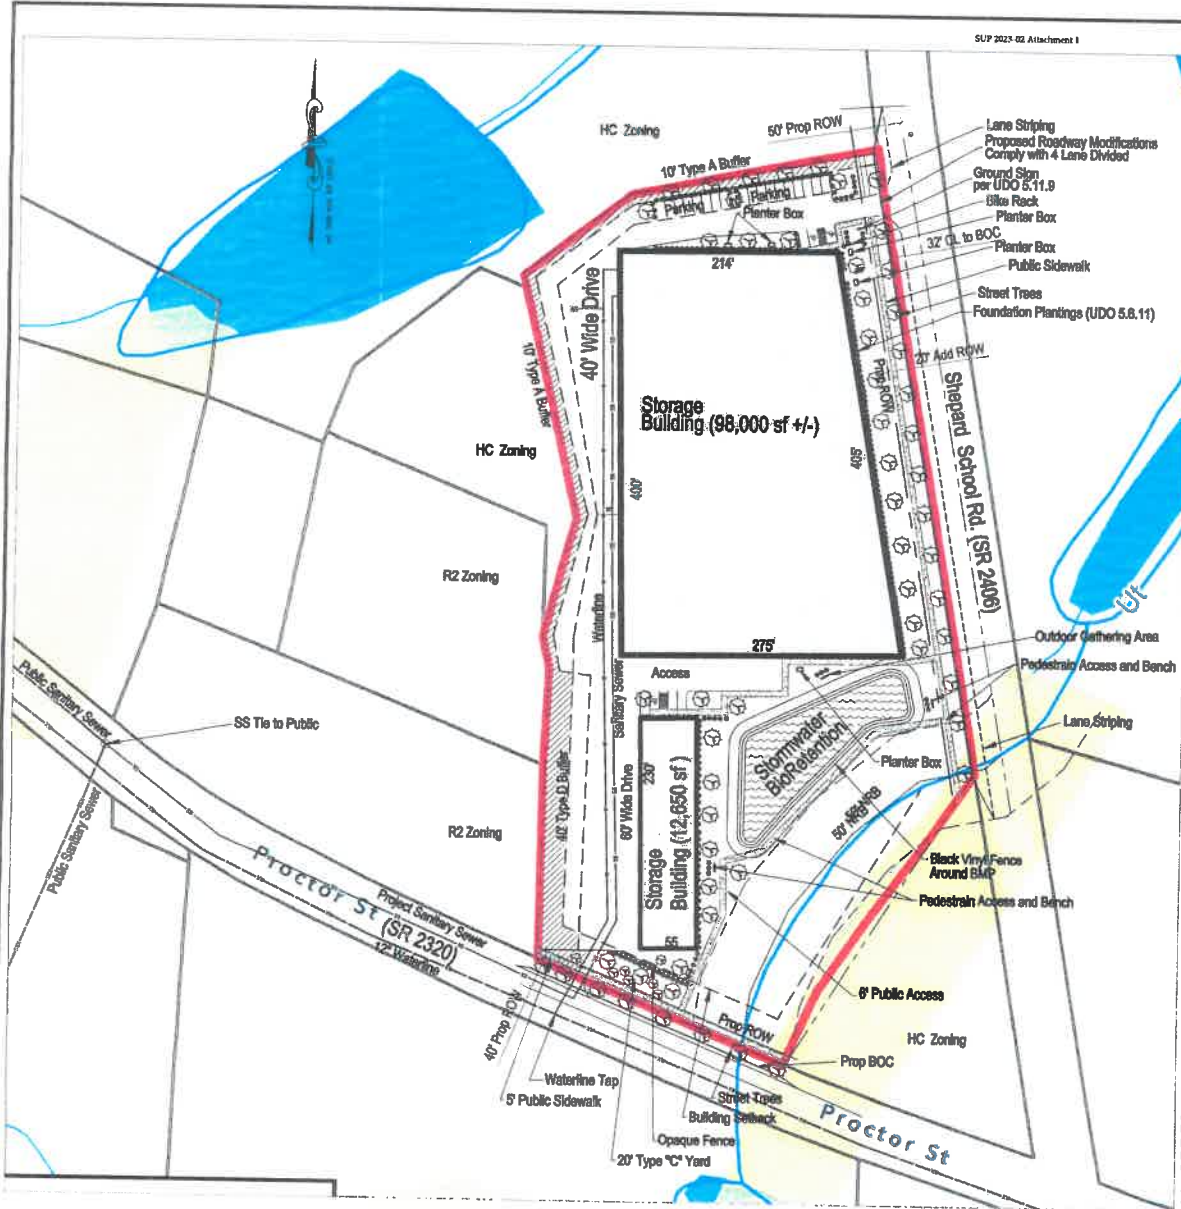 SUP 2023-02 Attachment 1
HC Zoning
50' Prop ROW
Lane Striping
Proposed Roadway Modifications
Comply with 4 Lane Divided
Ground Sign
per UDO 5.11.9
Bike Rack
Planter Box
32' CL to BOC
Planter Box
Public Sidewalk
Street Trees
Foundation Plantings (UDO 5.8.11)
20' Add ROW
10' Type A Buffer
Parking
Parking
Planter Box
214'
40' Wide Drive
10' Type A Buffer
Storage
Building (98,000 sf +/-)
Prop ROW
405'
400'
HC Zoning
Shepard School Rd. (SR 2406)
R2 Zoning
Waterline
275'
Ut
Outdoor Gathering Area
Pedestrain Access and Bench
Access
Sanitary Sewer
Public Sanitary Sewer
SS Tie to Public
Lane Striping
Stormwater
BioRetention
Planter Box
40' Type D Buffer
60' Wide Drive
230'
Storage
Building (12,650 sf )
55
50' NRB
R2 Zoning
Public Sanitary Sewer
Black Vinyl Fence
Around BMP
Pedestrain Access and Bench
Proctor St
(SR 2320)
Project Sanitary Sewer
12" Waterline
6' Public Access
HC Zoning
40' Prop ROW
Prop ROW
Prop BOC
Waterline Tap
5' Public Sidewalk
Street Trees
Building Setback
Opaque Fence
20' Type "C" Yard
Proctor St